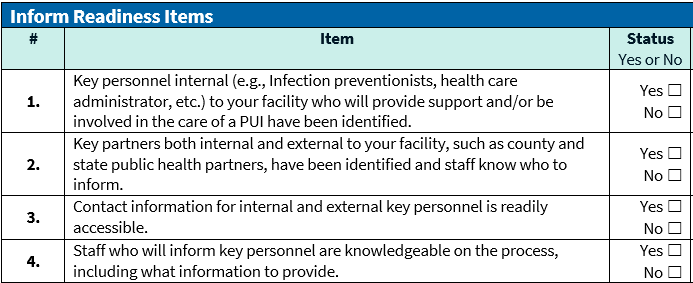 Inform Readiness Items
# Item Status
Yes or No
1. Key personnel internal (e.g., Infection preventionists, health care
administrator, etc.) to your facility who will provide support and/or be
involved in the care of a PUI have been identified.
Yes ☐
No ☐
2. Key partners both internal and external to your facility, such as county and
state public health partners, have been identified and staff know who to
inform.
Yes ☐
No ☐
3. Contact information for internal and external key personnel is readily
accessible.
Yes ☐
No ☐
4. Staff who will inform key personnel are knowledgeable on the process,
including what information to provide.
Yes ☐
No ☐